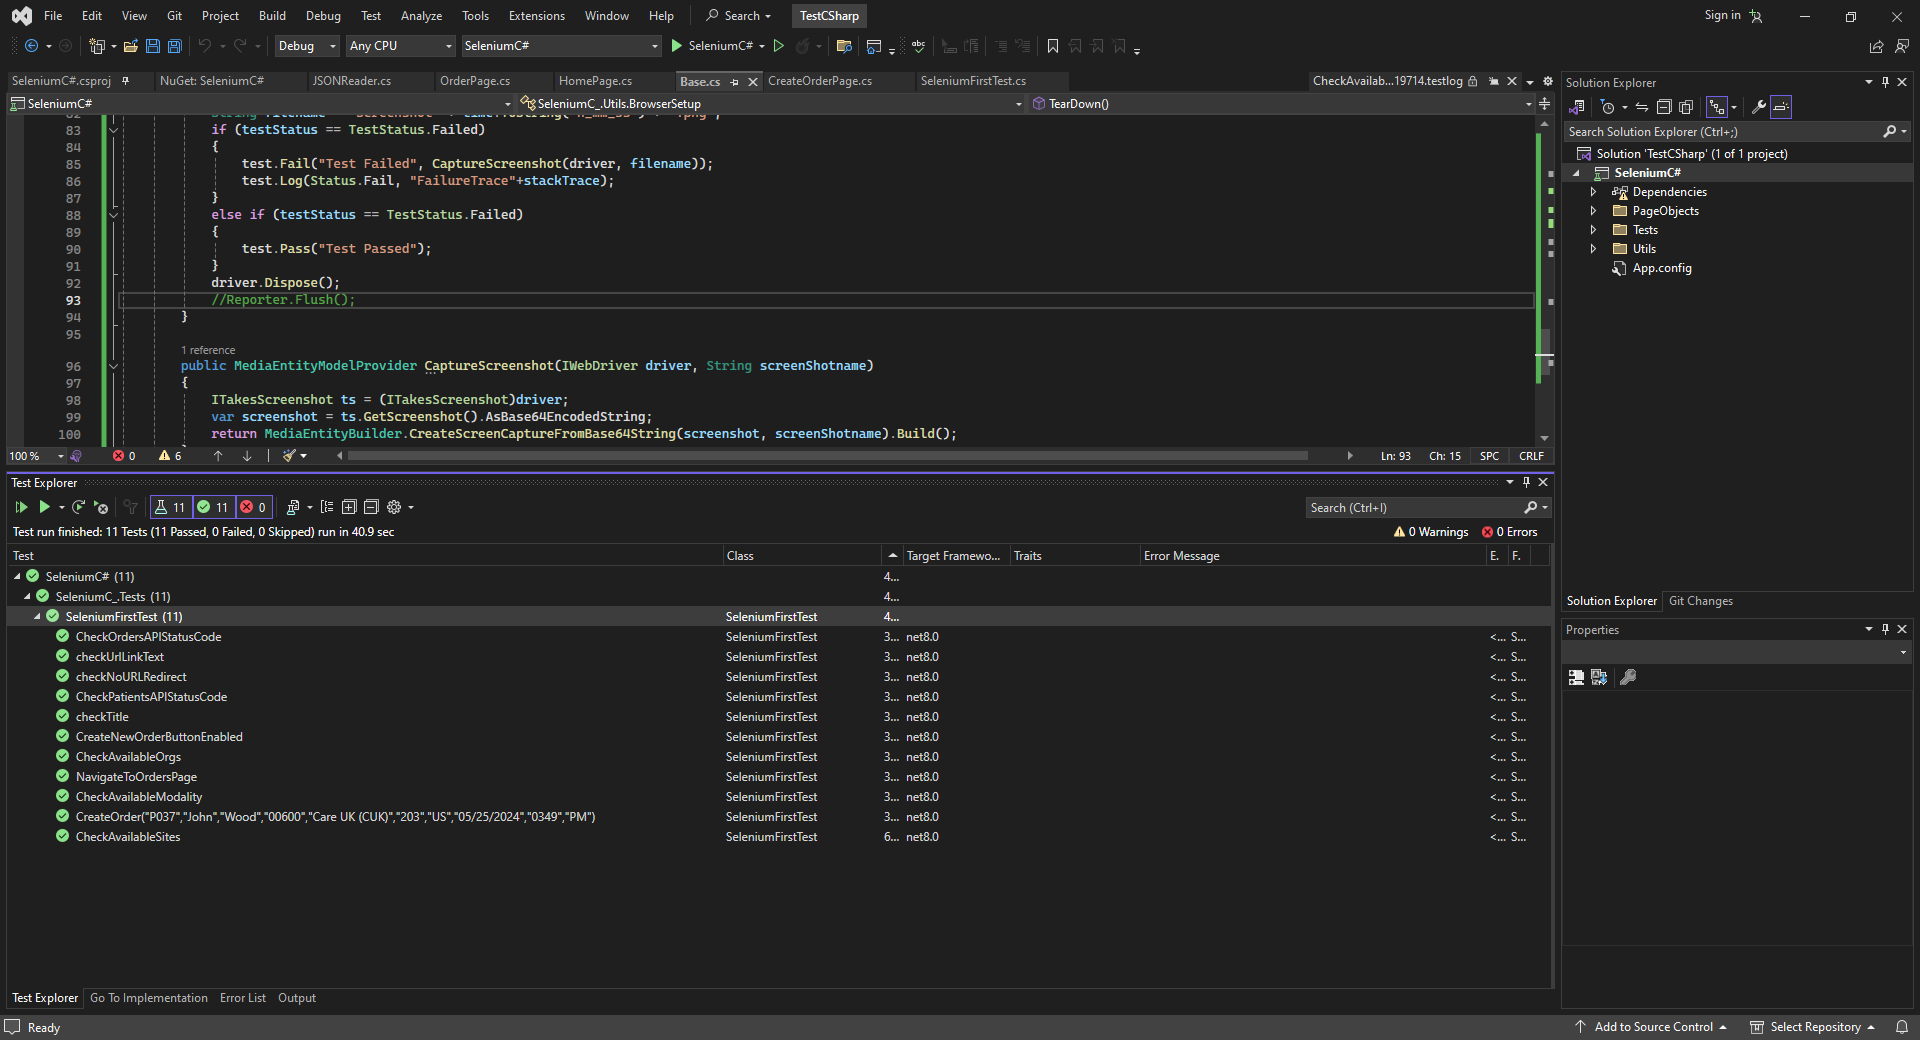 File Edit View Git Project Build Debug Test Analyze Tools Extensions Window Help Search TestCSharp Sign in
Debug Any CPU SeleniumC# SeleniumC#
SeleniumC#.csproj NuGet: SeleniumC# JSONReader.cs OrderPage.cs HomePage.cs Base.cs CreateOrderPage.cs SeleniumFirstTest.cs CheckAvailab...19714.testlog
SeleniumC# SeleniumC_.Utils.BrowserSetup TearDown()
83 if (testStatus == TestStatus.Failed)
84 {
85 test.Fail("Test Failed", CaptureScreenshot(driver, filename));
86 test.Log(Status.Fail, "FailureTrace"+stackTrace);
87 }
88 else if (testStatus == TestStatus.Failed)
89 {
90 test.Pass("Test Passed");
91 }
92 driver.Dispose();
93 //Reporter.Flush();
94 }
95
1 reference
96 public MediaEntityModelProvider CaptureScreenshot(IWebDriver driver, String screenShotname)
97 {
98 ITakesScreenshot ts = (ITakesScreenshot)driver;
99 var screenshot = ts.GetScreenshot().AsBase64EncodedString;
100 return MediaEntityBuilder.CreateScreenCaptureFromBase64String(screenshot, screenShotname).Build();
100 % 0 6 Ln: 93 Ch: 15 SPC CRLF
Test Explorer
11 11 0 Search (Ctrl+I)
Test run finished: 11 Tests (11 Passed, 0 Failed, 0 Skipped) run in 40.9 sec 0 Warnings 0 Errors
Test Class Target Framewo... Traits Error Message E. F.
SeleniumC# (11) 4...
SeleniumC_.Tests (11) 4...
SeleniumFirstTest (11) SeleniumFirstTest 4...
CheckOrdersAPIStatusCode SeleniumFirstTest 3... net8.0 <... S...
checkUrlLinkText SeleniumFirstTest 3... net8.0 <... S...
checkNoURLRedirect SeleniumFirstTest 3... net8.0 <... S...
CheckPatientsAPIStatusCode SeleniumFirstTest 3... net8.0 <... S...
checkTitle SeleniumFirstTest 3... net8.0 <... S...
CreateNewOrderButtonEnabled SeleniumFirstTest 3... net8.0 <... S...
CheckAvailableOrgs SeleniumFirstTest 3... net8.0 <... S...
NavigateToOrdersPage SeleniumFirstTest 3... net8.0 <... S...
CheckAvailableModality SeleniumFirstTest 3... net8.0 <... S...
CreateOrder("P037","John","Wood","00600","Care UK (CUK)","203","US","05/25/2024","0349","PM") SeleniumFirstTest 3... net8.0 <... S...
CheckAvailableSites SeleniumFirstTest 6... net8.0 <... S...
Test Explorer Go To Implementation Error List Output
Solution Explorer
Search Solution Explorer (Ctrl+;)
Solution 'TestCSharp' (1 of 1 project)
SeleniumC#
Dependencies
PageObjects
Tests
Utils
App.config
Solution Explorer Git Changes
Properties
Ready Add to Source Control Select Repository